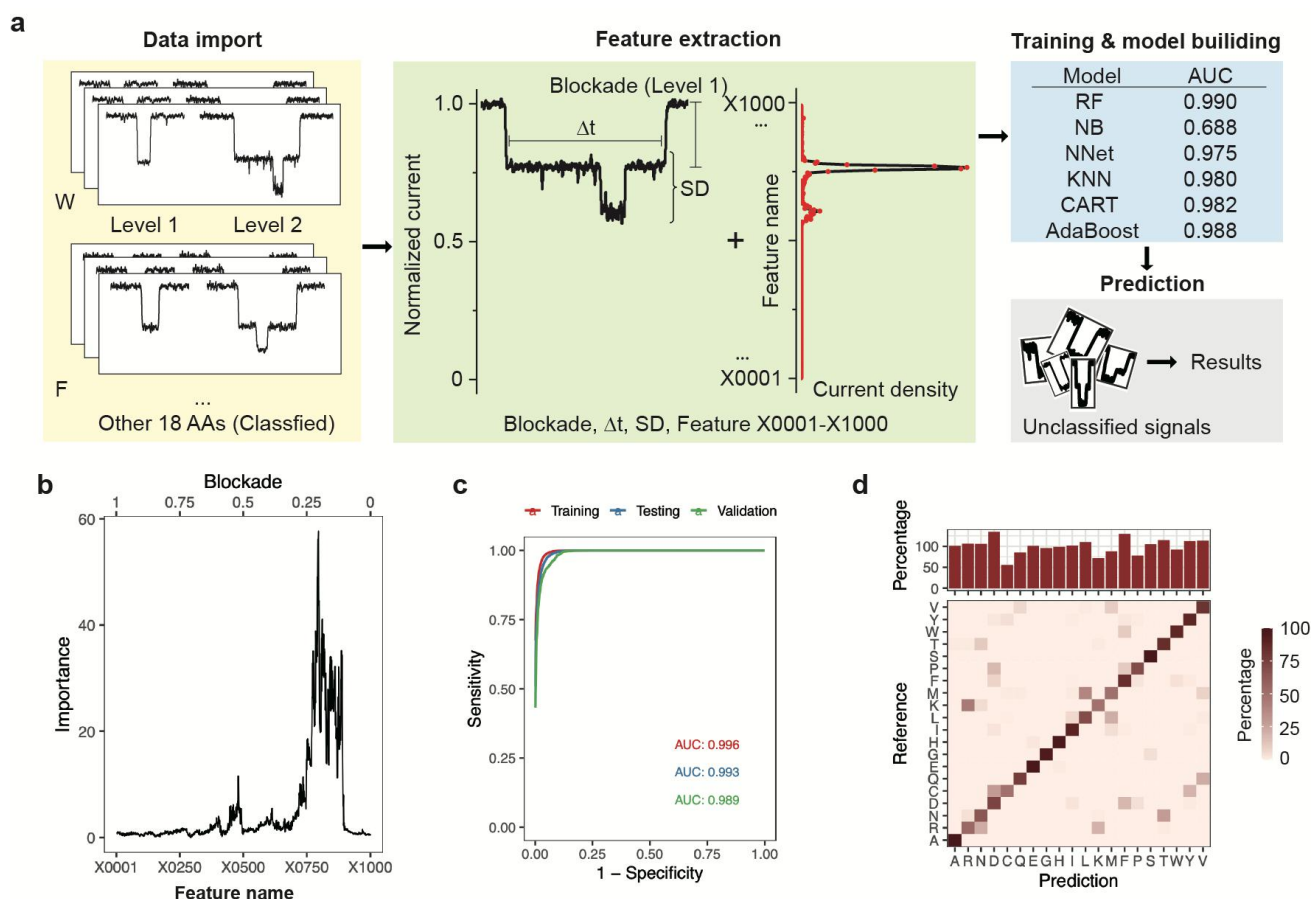 a
Data import
W
Level 1 Level 2
F
...
Other 18 AAs (Classfied)
Feature extraction
Blockade (Level 1)
1.0
0.5
0
Normalized current
Δt
SD
+
X1000
...
Feature name
...
X0001
Current density
Blockade, Δt, SD, Feature X0001-X1000
Training & model builiding
Model AUC
RF 0.990
NB 0.688
NNet 0.975
KNN 0.980
CART 0.982
AdaBoost 0.988
Prediction
Results
Unclassified signals
b
Blockade
1 0.75 0.5 0.25 0
60
40
20
0
Importance
X0001 X0250 X0500 X0750 X1000
Feature name
c
a Training a Testing a Validation
1.00
0.75
0.50
0.25
0.00
Sensitivity
AUC: 0.996
AUC: 0.993
AUC: 0.989
0.00 0.25 0.50 0.75 1.00
1 − Specificity
d
Percentage
100
50
0
Reference
V
Y
W
T
S
P
F
M
K
L
I
H
G
E
Q
C
D
N
R
A
A R N D C Q E G H I L K M F P S T W Y V
Prediction
Percentage
100
75
50
25
0